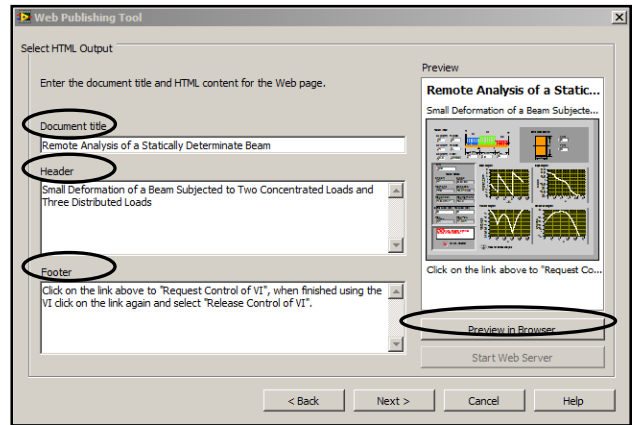 Web Publishing Tool
Select HTML Output
Enter the document title and HTML content for the Web page.
Document title
Remote Analysis of a Statically Determinate Beam
Header
Small Deformation of a Beam Subjected to Two Concentrated Loads and
Three Distributed Loads
Footer
Click on the link above to "Request Control of VI", when finished using the
VI click on the link again and select "Release Control of VI".
Preview
Remote Analysis of a Static...
Small Deformation of a Beam Subjecte...
Click on the link above to "Request Co...
Preview in Browser
Start Web Server
< Back
Next >
Cancel
Help